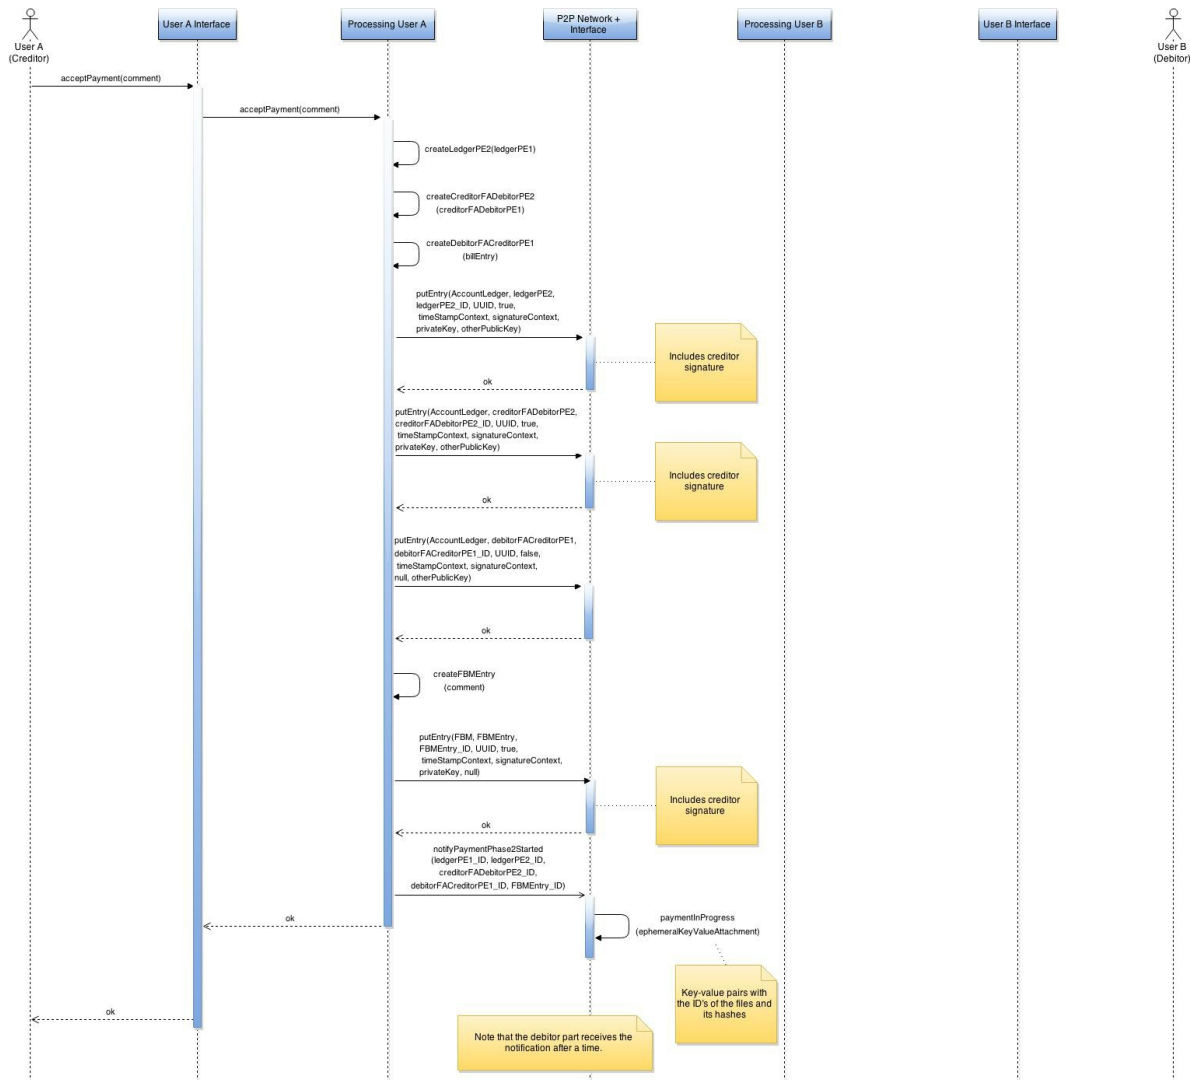 User A
(Creditor)
User A Interface
Processing User A
P2P Network +
Interface
Processing User B
User B Interface
User B
(Debitor)
acceptPayment(comment)
acceptPayment(comment)
createLedgerPE2(ledgerPE1)
createCreditorFADebitorPE2
(creditorFADebitorPE1)
createDebitorFACreditorPE1
(billEntry)
putEntry(AccountLedger, ledgerPE2,
ledgerPE2_ID, UUID, true,
timeStampContext, signatureContext,
privateKey, otherPublicKey)
Includes creditor
signature
ok
putEntry(AccountLedger, creditorFADebitorPE2,
creditorFADebitorPE2_ID, UUID, true,
timeStampContext, signatureContext,
privateKey, otherPublicKey)
Includes creditor
signature
ok
putEntry(AccountLedger, debitorFACreditorPE1,
debitorFACreditorPE1_ID, UUID, false,
timeStampContext, signatureContext,
null, otherPublicKey)
ok
createFBMEntry
(comment)
putEntry(FBM, FBMEntry,
FBMEntry_ID, UUID, true,
timeStampContext, signatureContext,
privateKey, null)
Includes creditor
signature
ok
notifyPaymentPhase2Started
(ledgerPE1_ID, ledgerPE2_ID,
creditorFADebitorPE2_ID,
debitorFACreditorPE1_ID, FBMEntry_ID)
ok
paymentInProgress
(ephemeralKeyValueAttachment)
Key-value pairs with
the ID's of the files and
its hashes
ok
Note that the debitor part receives the
notification after a time.